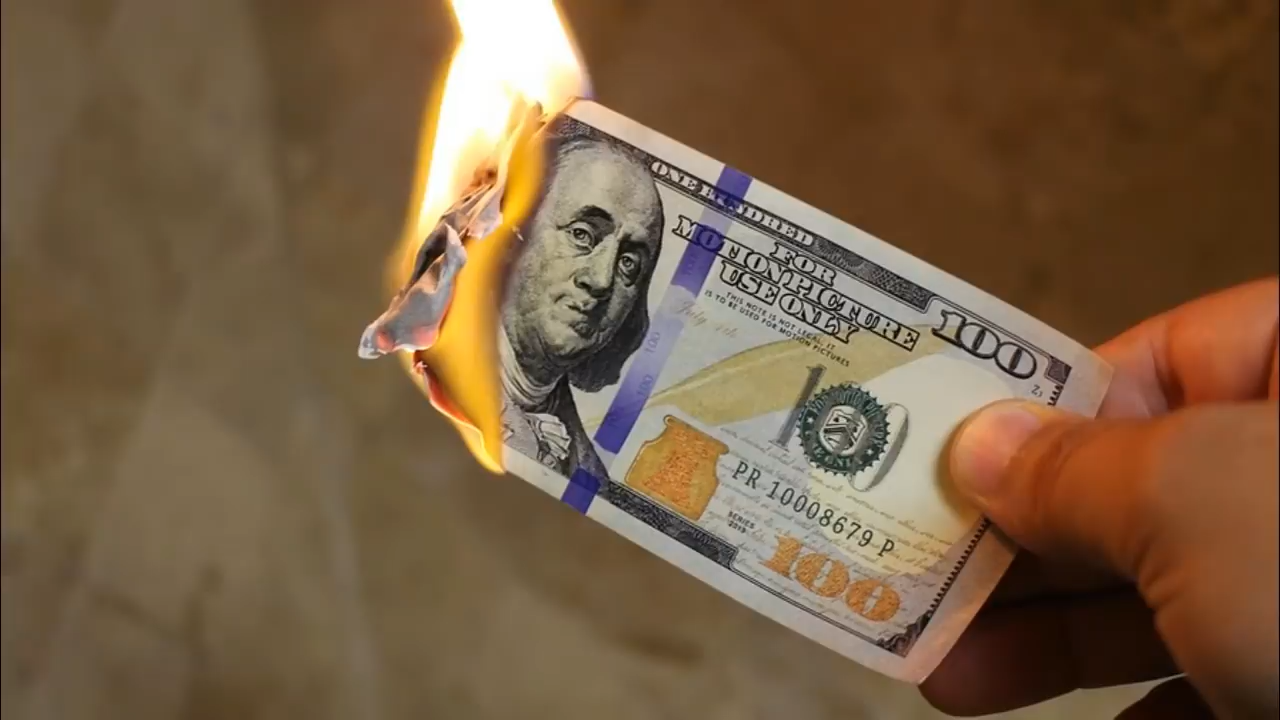 ONE HUNDRED
FOR
MOTION PICTURE
USE ONLY
THIS NOTE IS NOT LEGAL. IT
IS TO BE USED FOR MOTION PICTURES
100
PR 10008679 P
SERIES
2013
100